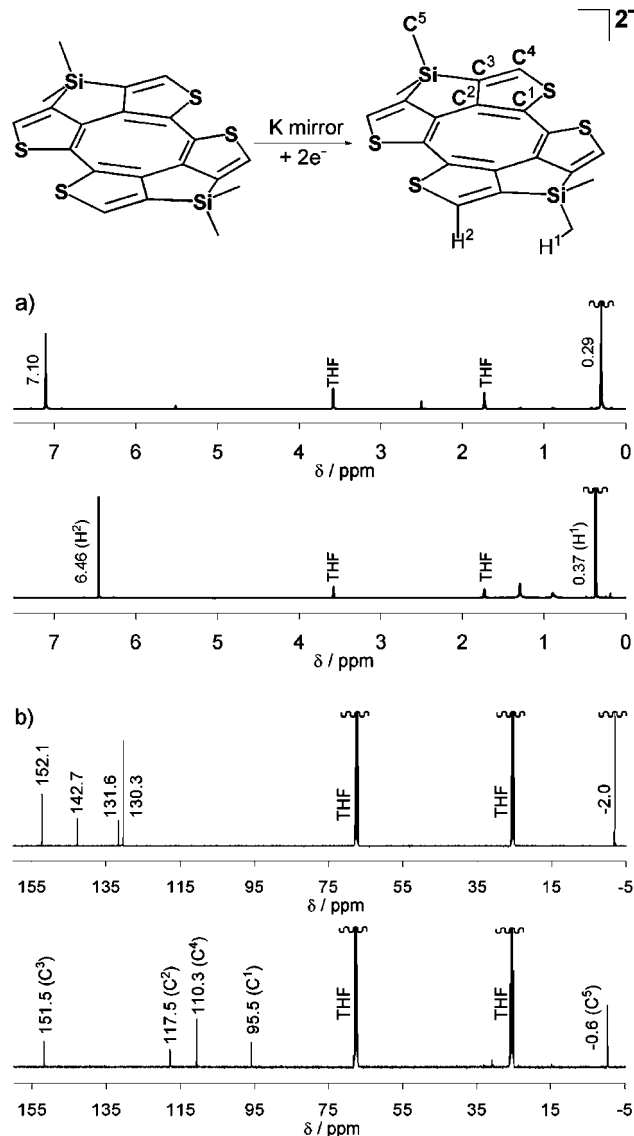 C⁵
2⁻
C³ C⁴
Si
S
C² C¹
Si
S
S
S
K mirror
+ 2e⁻
S
S
S
Si
S
Si
H²
H¹
a)
7.10
THF
THF
0.29
7 6 5 4 3 2 1 0
δ / ppm
6.46 (H²)
THF
THF
0.37 (H¹)
7 6 5 4 3 2 1 0
δ / ppm
b)
152.1
142.7
131.6
130.3
THF
THF
-2.0
155 135 115 95 75 55 35 15 -5
δ / ppm
151.5 (C³)
117.5 (C²)
110.3 (C⁴)
95.5 (C¹)
THF
THF
-0.6 (C⁵)
155 135 115 95 75 55 35 15 -5
δ / ppm